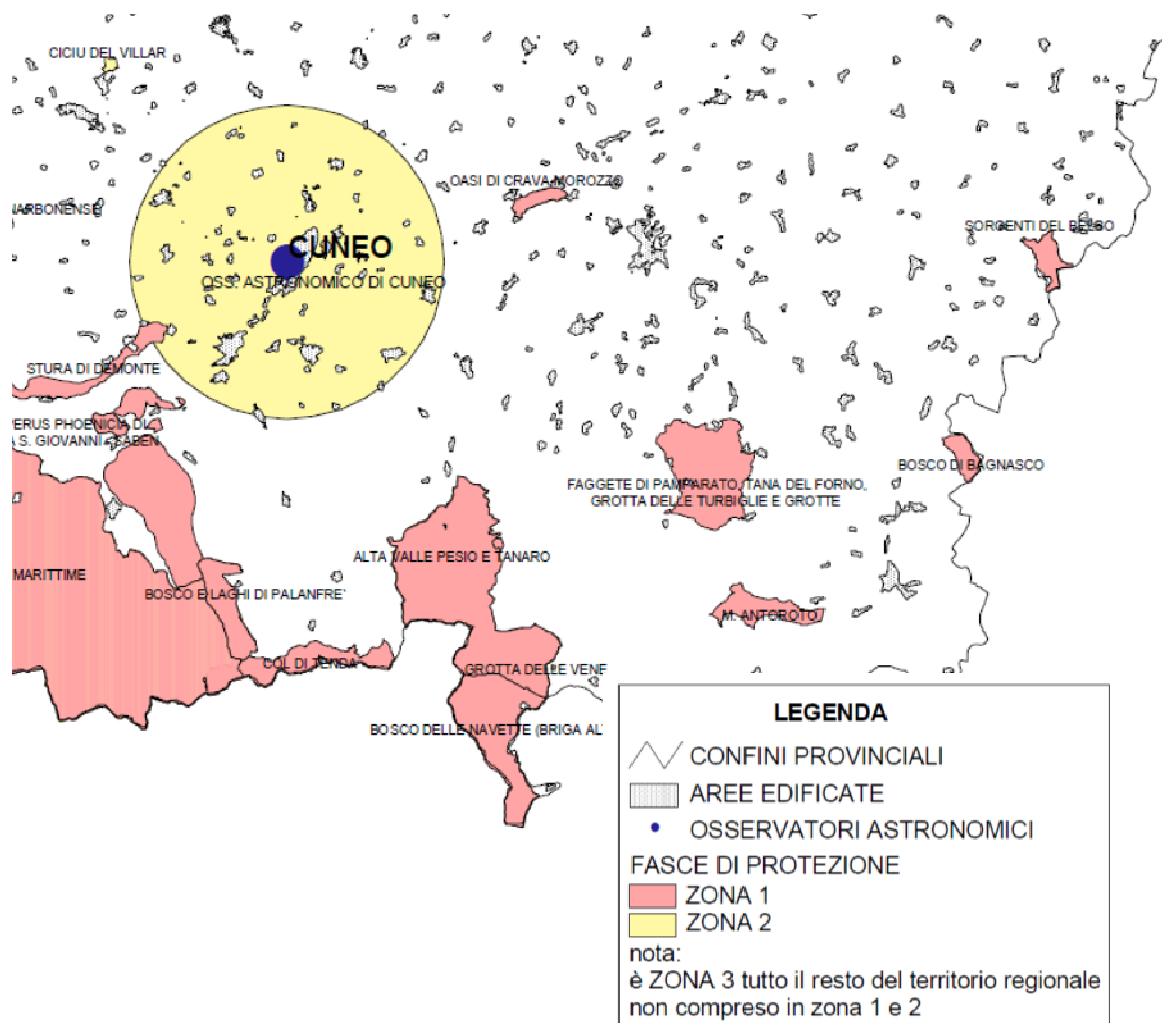 CICIU DEL VILLAR
OASI DI CRAVA-MOROZZO
SORGENTI DEL BELBO
CUNEO
OSS. ASTRONOMICO DI CUNEO
STURA DI DEMONTE
S. GIOVANNI - SABEN
BOSCO DI BAGNASCO
FAGGETE DI PAMPARATO, TANA DEL FORNO,
GROTTA DELLE TURBIGLIE E GROTTE
ALTA VALLE PESIO E TANARO
MARITTIME
BOSCO E LAGHI DI PALANFRE'
M. ANTOROTO
COL DI TENDA
GROTTA DELLE VENE
BOSCO DELLE NAVETTE (BRIGA AL
LEGENDA
CONFINI PROVINCIALI
AREE EDIFICATE
OSSERVATORI ASTRONOMICI
FASCE DI PROTEZIONE
ZONA 1
ZONA 2
nota:
è ZONA 3 tutto il resto del territorio regionale
non compreso in zona 1 e 2